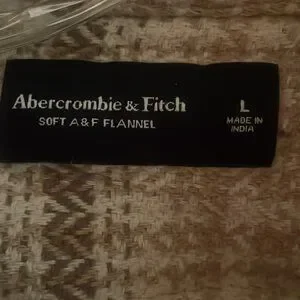 Abercrombie & Fitch
SOFT A&F FLANNEL
L
MADE IN
INDIA